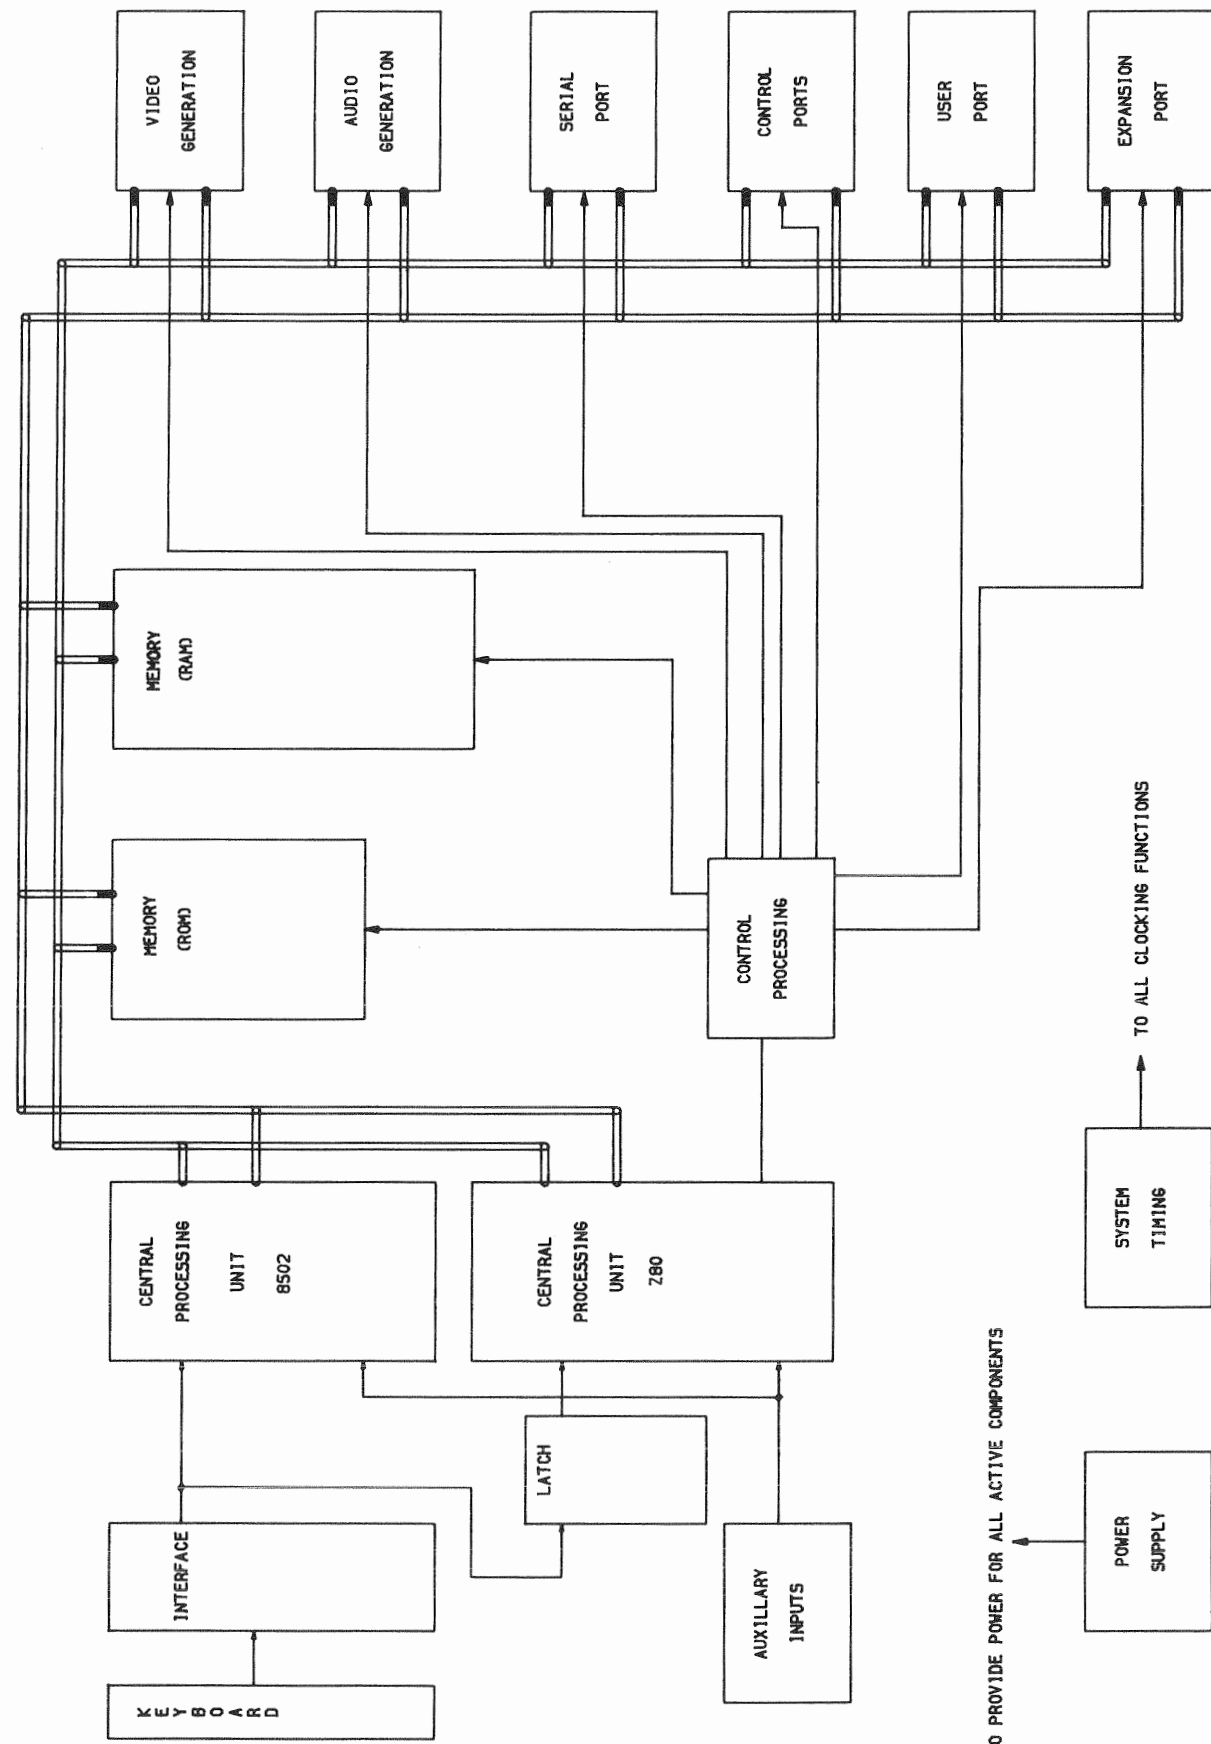 VIDEO
GENERATION
AUDIO
GENERATION
SERIAL
PORT
CONTROL
PORTS
USER
PORT
EXPANSION
PORT
MEMORY
(RAM)
MEMORY
(ROM)
CONTROL
PROCESSING
TO ALL CLOCKING FUNCTIONS
CENTRAL
PROCESSING
UNIT
8502
CENTRAL
PROCESSING
UNIT
Z80
SYSTEM
TIMING
INTERFACE
LATCH
AUXILLARY
INPUTS
O PROVIDE POWER FOR ALL ACTIVE COMPONENTS
POWER
SUPPLY
KEYBOARD